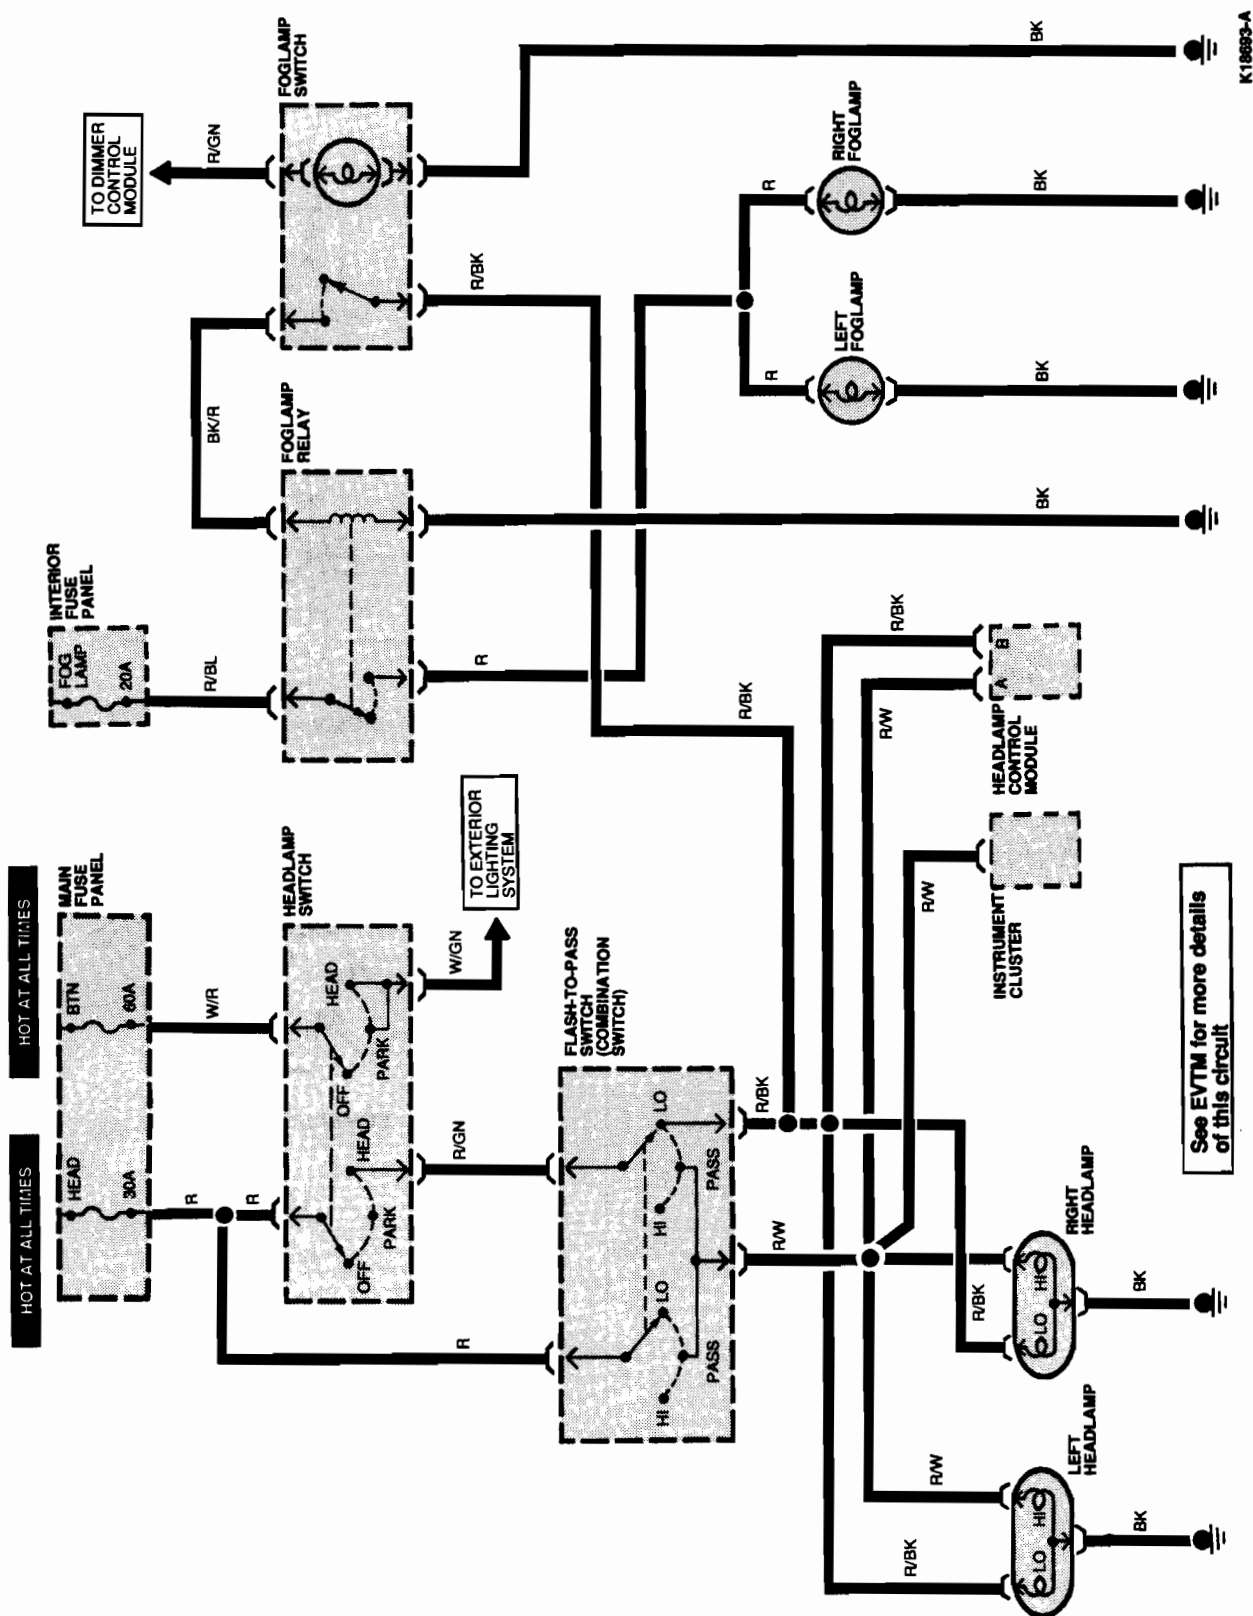 HOT AT ALL TIMES
HOT AT ALL TIMES
MAIN
FUSE
PANEL
HEAD
30A
BTN
60A
INTERIOR
FUSE
PANEL
FOG
LAMP
20A
TO DIMMER
CONTROL
MODULE
R
R
W/R
R/BL
BK/R
R/GN
HEADLAMP
SWITCH
OFF
PARK
HEAD
OFF
PARK
HEAD
FOGLAMP
RELAY
FOGLAMP
SWITCH
R
R/GN
W/GN
TO EXTERIOR
LIGHTING
SYSTEM
R
R/BK
FLASH-TO-PASS
SWITCH
(COMBINATION
SWITCH)
HI
LO
PASS
HI
LO
PASS
R/W
R/BK
R/BK
R
R
LEFT
FOGLAMP
RIGHT
FOGLAMP
R/BK
R/W
R/BK
R/W
R/W
R/BK
A
B
HEADLAMP
CONTROL
MODULE
INSTRUMENT
CLUSTER
LO
HI
LEFT
HEADLAMP
LO
HI
RIGHT
HEADLAMP
BK
BK
BK
BK
BK
BK
See EVTM for more details
of this circuit
K18693-A